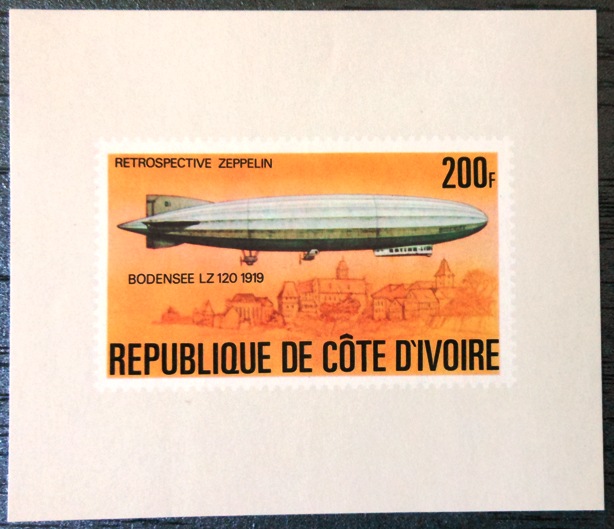 RETROSPECTIVE ZEPPELIN
200F
BODENSEE LZ 120 1919
REPUBLIQUE DE CÔTE D'IVOIRE